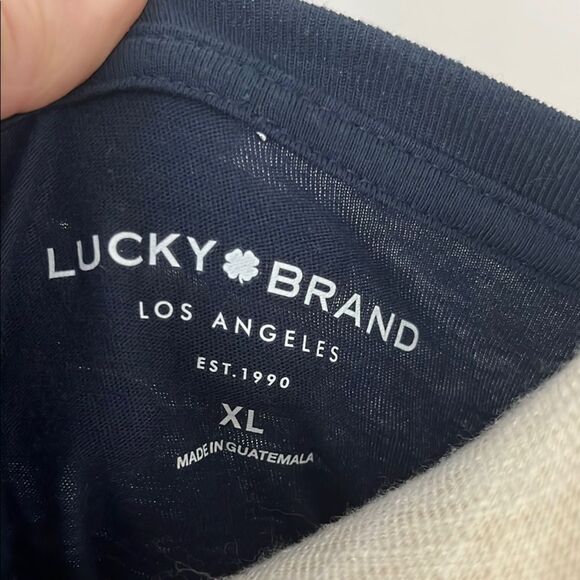 LUCKY BRAND
LOS ANGELES
EST.1990
XL
MADE IN GUATEMALA